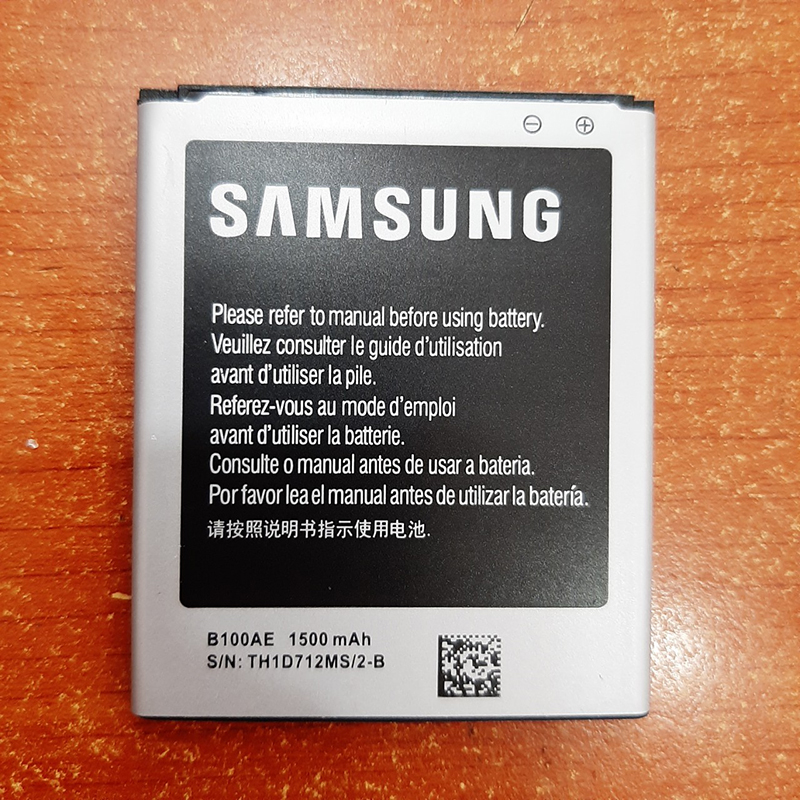 ⊖ ⊕
SAMSUNG
Please refer to manual before using battery.
Veuillez consulter le guide d'utilisation
avant d'utiliser la pile.
Referez-vous au mode d'emploi
avant d'utiliser la batterie.
Consulte o manual antes de usar a bateria.
Por favor lea el manual antes de utilizar la batería.
请按照说明书指示使用电池.
B100AE 1500 mAh
S/N: TH1D712MS/2-B